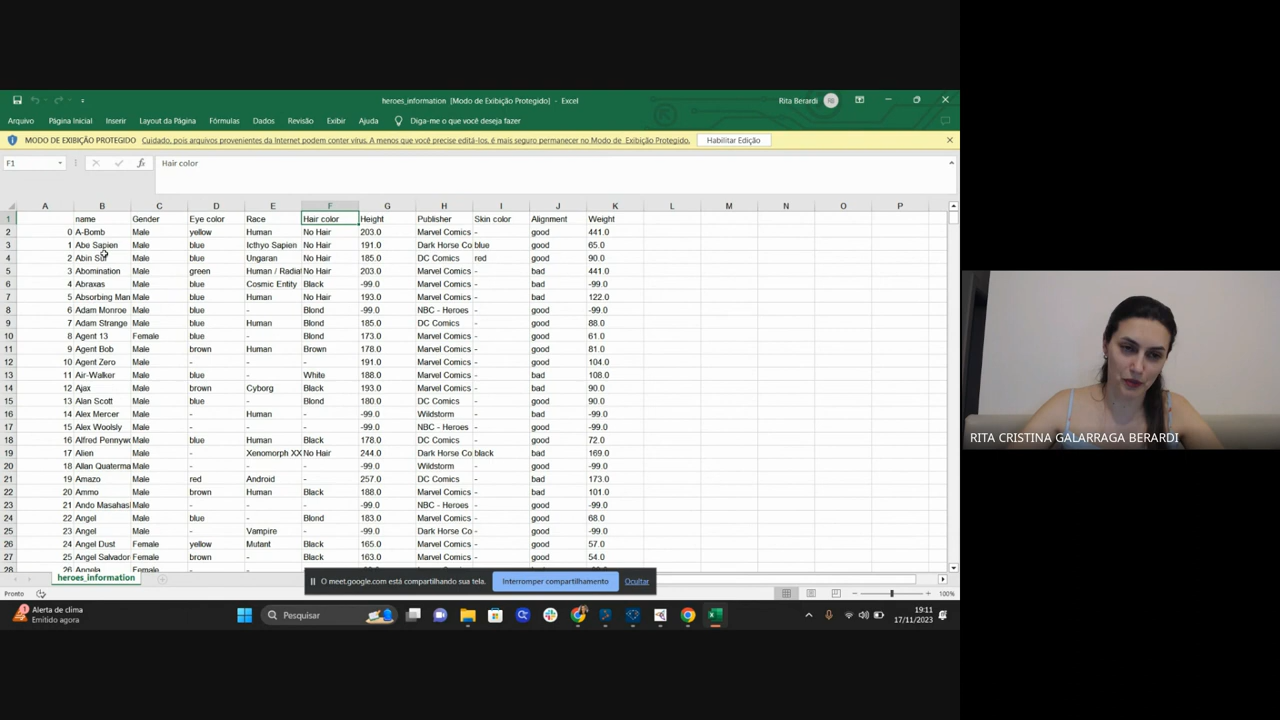 heroes_information [Modo de Exibição Protegido] - Excel
Rita Berardi
RB
Arquivo Página Inicial Inserir Layout da Página Fórmulas Dados Revisão Exibir Ajuda Diga-me o que você deseja fazer
MODO DE EXIBIÇÃO PROTEGIDO Cuidado, pois arquivos provenientes da Internet podem conter vírus. A menos que você precise editá-los, é mais seguro permanecer no Modo de Exibição Protegido. Habilitar Edição
F1 fx Hair color
A B C D E F G H I J K L M N O P
1 name Gender Eye color Race Hair color Height Publisher Skin color Alignment Weight
2 0 A-Bomb Male yellow Human No Hair 203.0 Marvel Comics - good 441.0
3 1 Abe Sapien Male blue Icthyo Sapien No Hair 191.0 Dark Horse Co blue good 65.0
4 2 Abin Sur Male blue Ungaran No Hair 185.0 DC Comics red good 90.0
5 3 Abomination Male green Human / Radia No Hair 203.0 Marvel Comics - bad 441.0
6 4 Abraxas Male blue Cosmic Entity Black -99.0 Marvel Comics - bad -99.0
7 5 Absorbing Man Male blue Human No Hair 193.0 Marvel Comics - bad 122.0
8 6 Adam Monroe Male blue - Blond -99.0 NBC - Heroes - good -99.0
9 7 Adam Strange Male blue Human Blond 185.0 DC Comics - good 88.0
10 8 Agent 13 Female blue - Blond 173.0 Marvel Comics - good 61.0
11 9 Agent Bob Male brown Human Brown 178.0 Marvel Comics - good 81.0
12 10 Agent Zero Male - - - 191.0 Marvel Comics - good 104.0
13 11 Air-Walker Male blue - White 188.0 Marvel Comics - bad 108.0
14 12 Ajax Male brown Cyborg Black 193.0 Marvel Comics - bad 90.0
15 13 Alan Scott Male blue - Blond 180.0 DC Comics - good 90.0
16 14 Alex Mercer Male - Human - -99.0 Wildstorm - bad -99.0
17 15 Alex Woolsly Male - - - -99.0 NBC - Heroes - good -99.0
18 16 Alfred Pennyw Male blue Human Black 178.0 DC Comics - good 72.0
19 17 Alien Male - Xenomorph XX No Hair 244.0 Dark Horse Co black bad 169.0
20 18 Allan Quaterma Male - - - -99.0 Wildstorm - good -99.0
21 19 Amazo Male red Android - 257.0 DC Comics - bad 173.0
22 20 Ammo Male brown Human Black 188.0 Marvel Comics - bad 101.0
23 21 Ando Masahas Male - - - -99.0 NBC - Heroes - good -99.0
24 22 Angel Male blue - Blond 183.0 Marvel Comics - good 68.0
25 23 Angel Male - Vampire - -99.0 Dark Horse Co - good -99.0
26 24 Angel Dust Female yellow Mutant Black 165.0 Marvel Comics - good 57.0
27 25 Angel Salvador Female brown - Black 163.0 Marvel Comics - good 54.0
28 26 Angela Female
heroes_information
O meet.google.com está compartilhando sua tela. Interromper compartilhamento Ocultar
Pronto
100%
Alerta de clima
Emitido agora
Pesquisar
19:11
17/11/2023
RITA CRISTINA GALARRAGA BERARDI